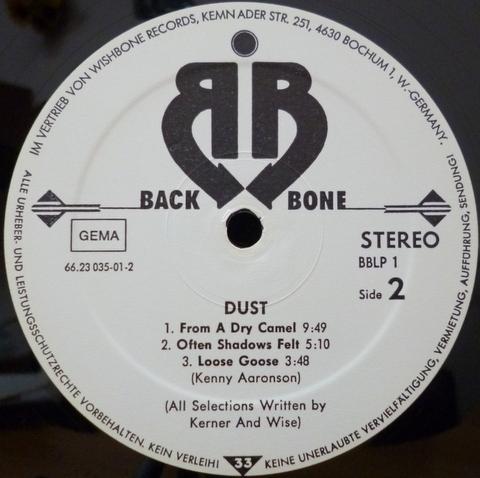 IM VERTRIEB VON WISHBONE RECORDS, KEMNADER STR. 251, 4630 BOCHUM 1, W.-GERMANY.
BB
BACK BONE
GEMA
66.23 035-01-2
STEREO
BBLP 1
Side 2
DUST
1. From A Dry Camel 9:49
2. Often Shadows Felt 5:10
3. Loose Goose 3:48
(Kenny Aaronson)
(All Selections Written by
Kerner And Wise)
33
ALLE URHEBER- UND LEISTUNGSSCHUTZRECHTE VORBEHALTEN. KEIN VERLEIH! KEINE UNERLAUBTE VERVIELFÄLTIGUNG, VERMIETUNG, AUFFÜHRUNG, SENDUNG!